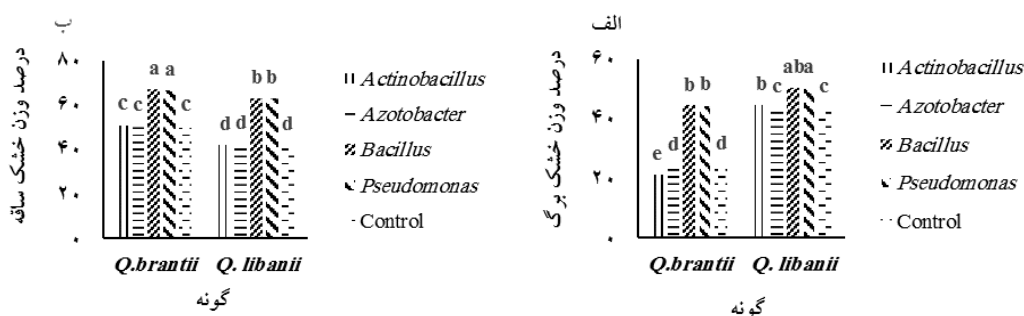 ب
درصد وزن خشک ساقه
۸۰
۶۰
۴۰
۲۰
۰
c c a a c
d d b b d
Q.brantii Q. libanii
گونه
Actinobacillus
Azotobacter
Bacillus
Pseudomonas
Control
الف
درصد وزن خشک برگ
۶۰
۴۰
۲۰
۰
e d b b d
b c aba c
Q.brantii Q. libanii
گونه
Actinobacillus
Azotobacter
Bacillus
Pseudomonas
Control